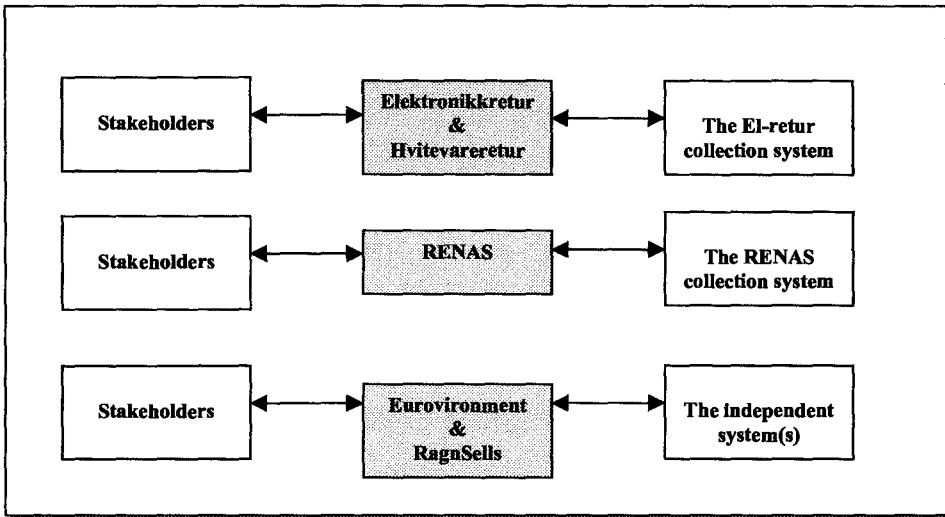 Stakeholders
Elektronikkretur
&
Hvitevareretur
The El-retur
collection system
Stakeholders
RENAS
The RENAS
collection system
Stakeholders
Eurovironment
&
RagnSells
The independent
system(s)